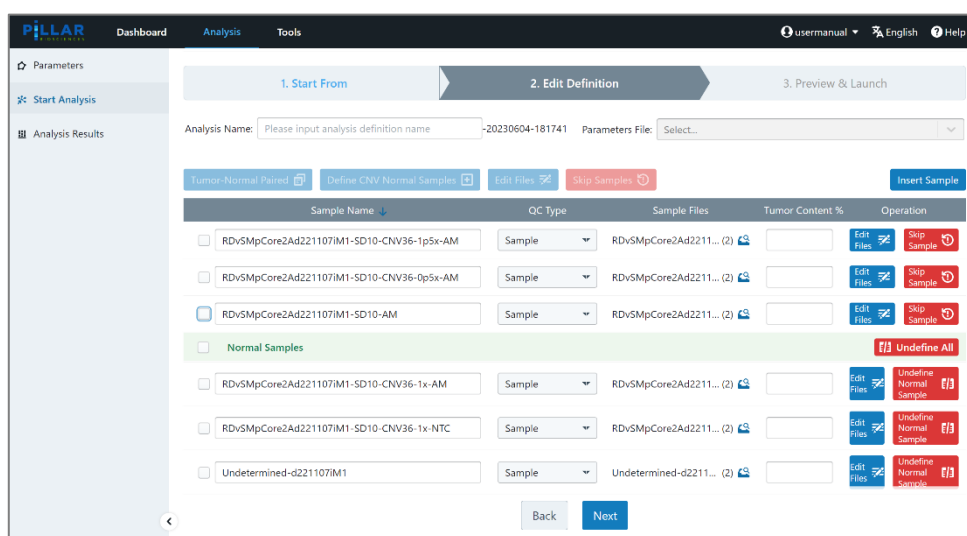 PiLLAR
BIOSCIENCES
Dashboard
Analysis
Tools
usermanual
English
Help
Parameters
Start Analysis
Analysis Results
1. Start From
2. Edit Definition
3. Preview & Launch
Analysis Name: Please input analysis definition name -20230604-181741 Parameters File: Select...
Tumor-Normal Paired Define CNV Normal Samples Edit Files Skip Samples Insert Sample
Sample Name QC Type Sample Files Tumor Content % Operation
RDvSMpCore2Ad221107iM1-SD10-CNV36-1p5x-AM Sample RDvSMpCore2Ad2211... (2) Edit Files Skip Sample
RDvSMpCore2Ad221107iM1-SD10-CNV36-0p5x-AM Sample RDvSMpCore2Ad2211... (2) Edit Files Skip Sample
RDvSMpCore2Ad221107iM1-SD10-AM Sample RDvSMpCore2Ad2211... (2) Edit Files Skip Sample
Normal Samples Undefine All
RDvSMpCore2Ad221107iM1-SD10-CNV36-1x-AM Sample RDvSMpCore2Ad2211... (2) Edit Files Undefine Normal Sample
RDvSMpCore2Ad221107iM1-SD10-CNV36-1x-NTC Sample RDvSMpCore2Ad2211... (2) Edit Files Undefine Normal Sample
Undetermined-d221107iM1 Sample Undetermined-d2211... (2) Edit Files Undefine Normal Sample
Back Next